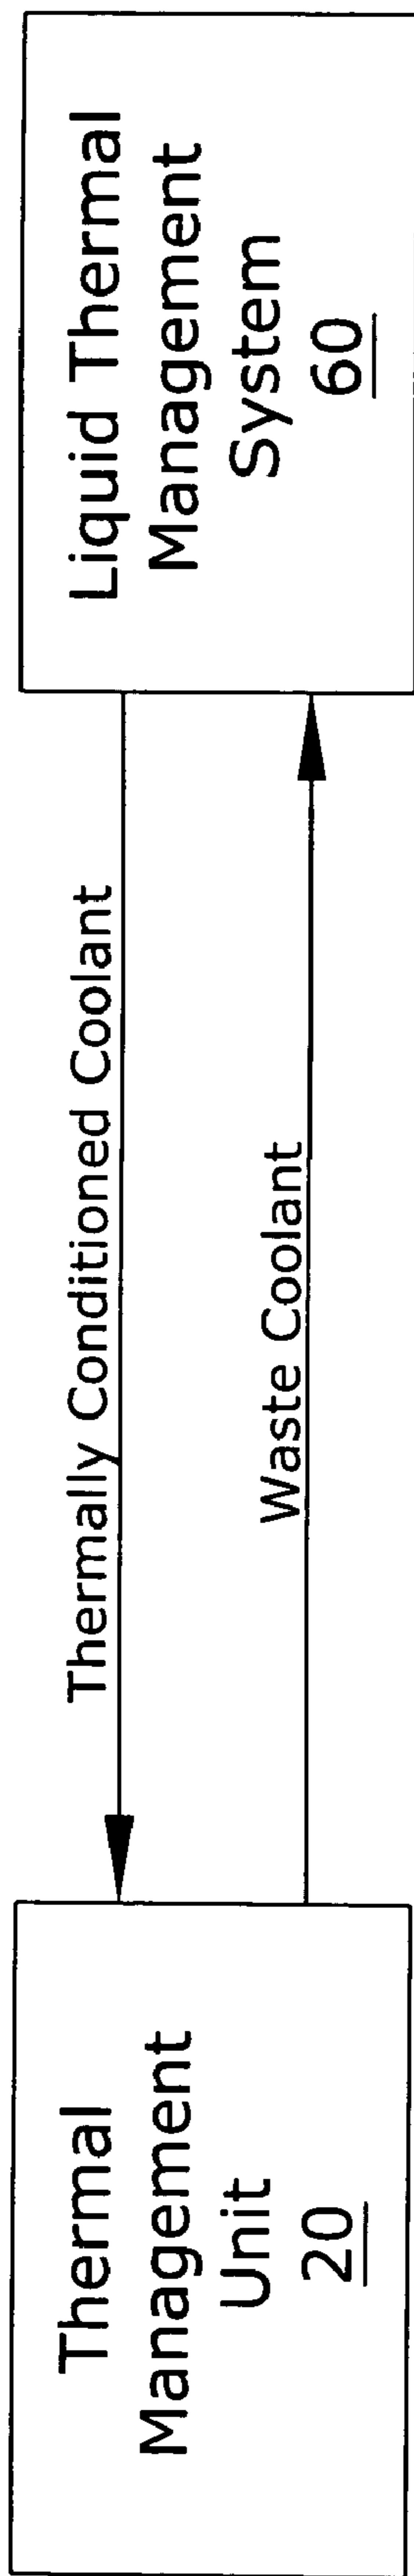 Thermal
Management
Unit
20
Thermally Conditioned Coolant
Waste Coolant
Liquid Thermal
Management
System
60